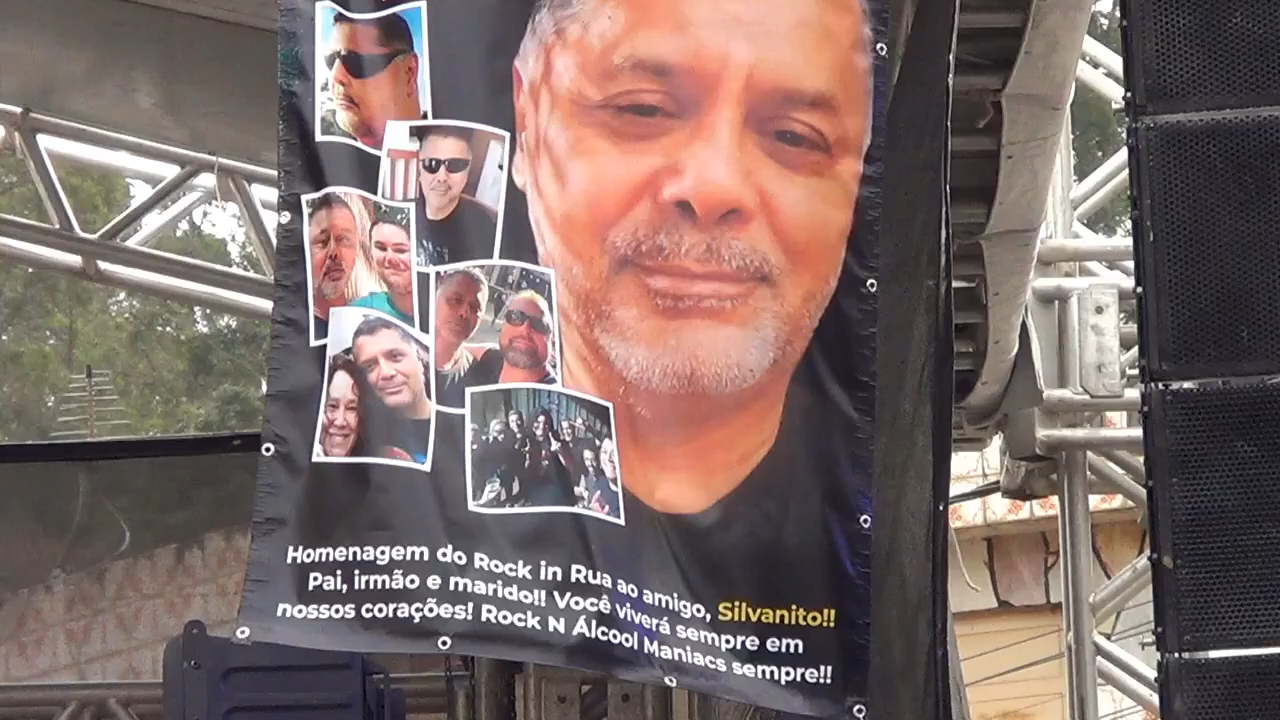 Homenagem do Rock in Rua ao amigo, Silvanito!!
Pai, irmão e marido!! Você viverá sempre em
nossos corações! Rock N Álcool Maniacs sempre!!